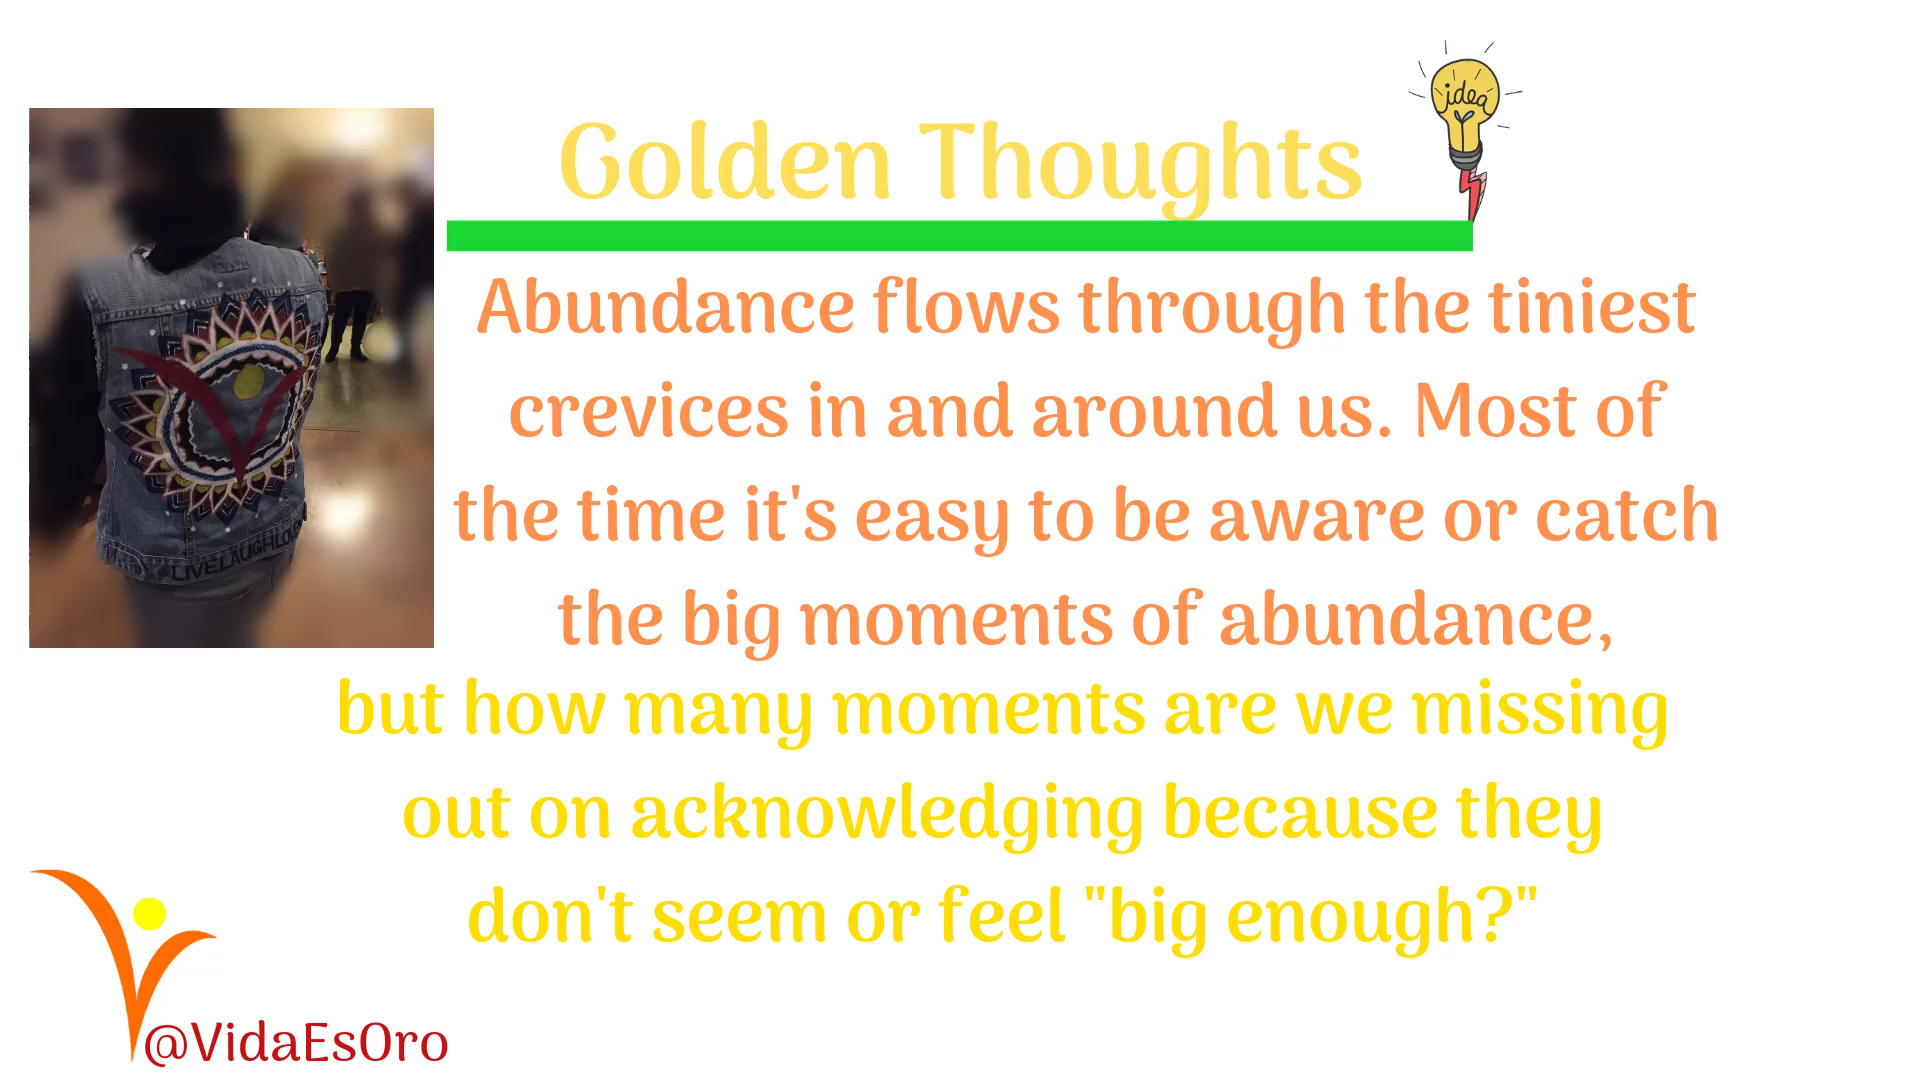 Golden Thoughts
idea
Abundance flows through the tiniest
crevices in and around us. Most of
the time it's easy to be aware or catch
the big moments of abundance,
but how many moments are we missing
out on acknowledging because they
don't seem or feel "big enough?"
LIVELAUGHLOVE
@VidaEsOro